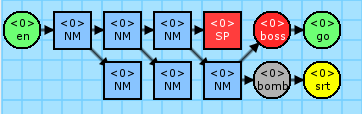 <0> <0> <0> <0> <0> <0> <0>
en NM NM NM SP boss go
<0> <0> <0> <0> <0>
NM NM NM bomb srt